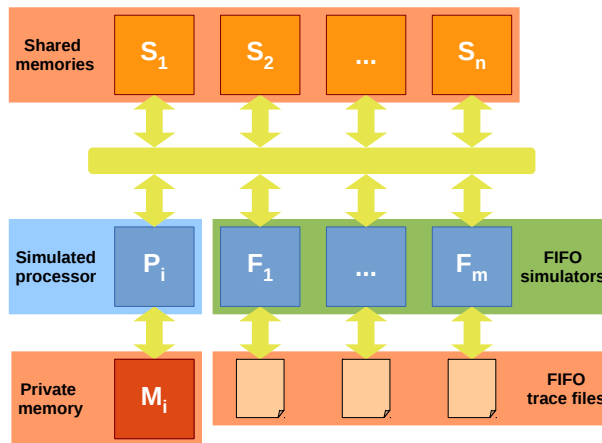 Shared
memories
S1
S2
...
Sn
Simulated
processor
Pi
F1
...
Fm
FIFO
simulators
Private
memory
Mi
FIFO
trace files